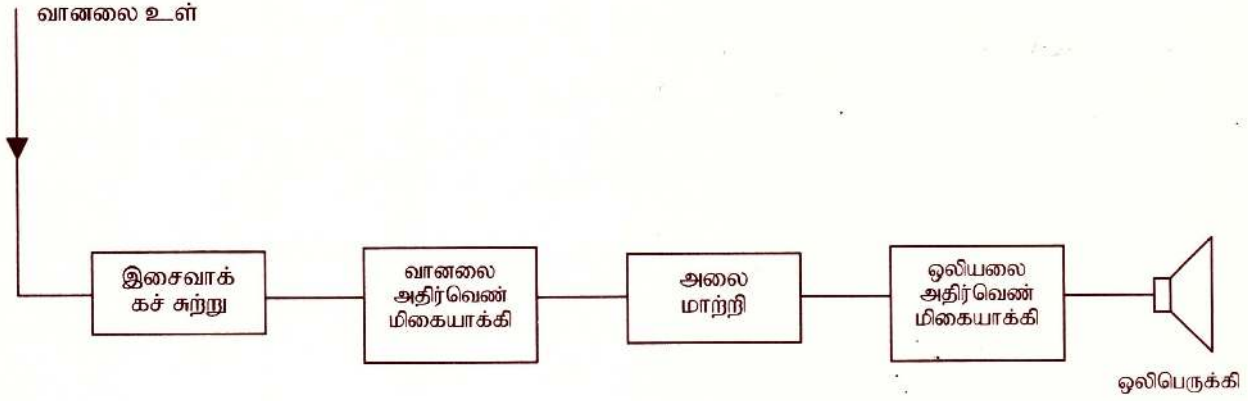 வானலை உள்
இசைவாக்
கச் சுற்று
வானலை
அதிர்வெண்
மிகையாக்கி
அலை
மாற்றி
ஒலியலை
அதிர்வெண்
மிகையாக்கி
ஒலிபெருக்கி